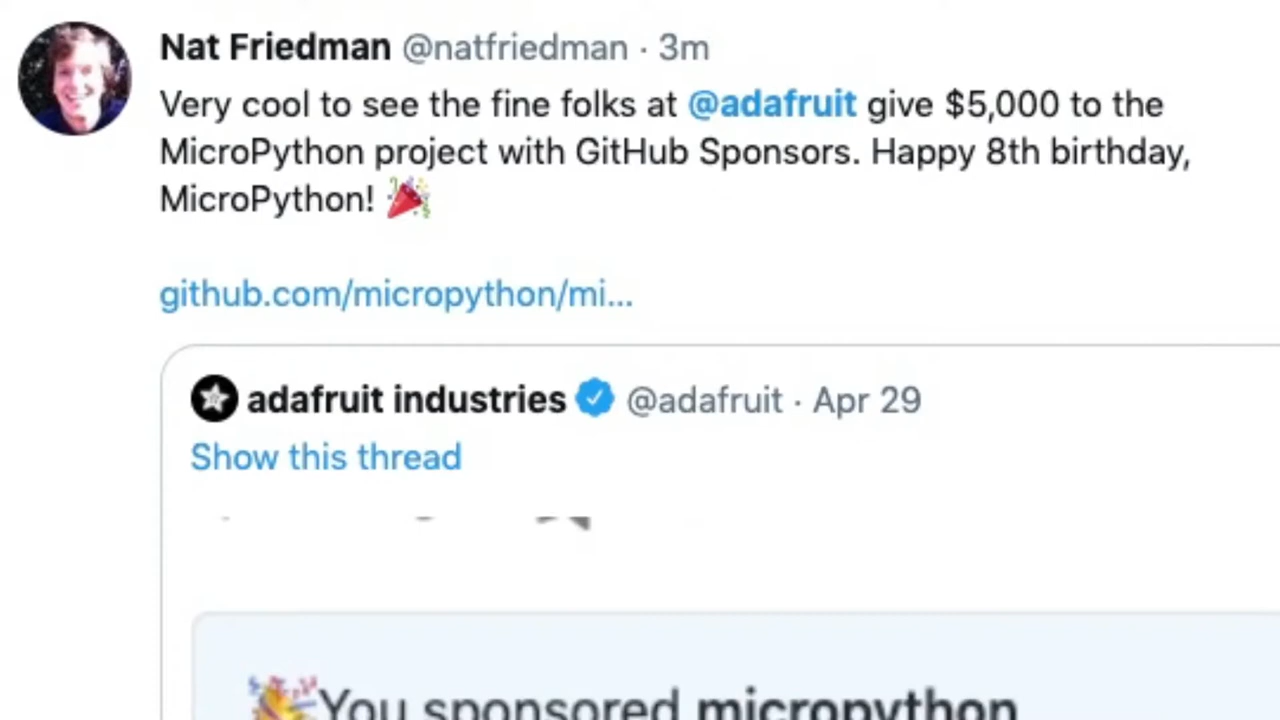 Nat Friedman @natfriedman · 3m
Very cool to see the fine folks at @adafruit give $5,000 to the
MicroPython project with GitHub Sponsors. Happy 8th birthday,
MicroPython! 🎉
github.com/micropython/mi...
adafruit industries @adafruit · Apr 29
Show this thread
🎉You sponsored micropython